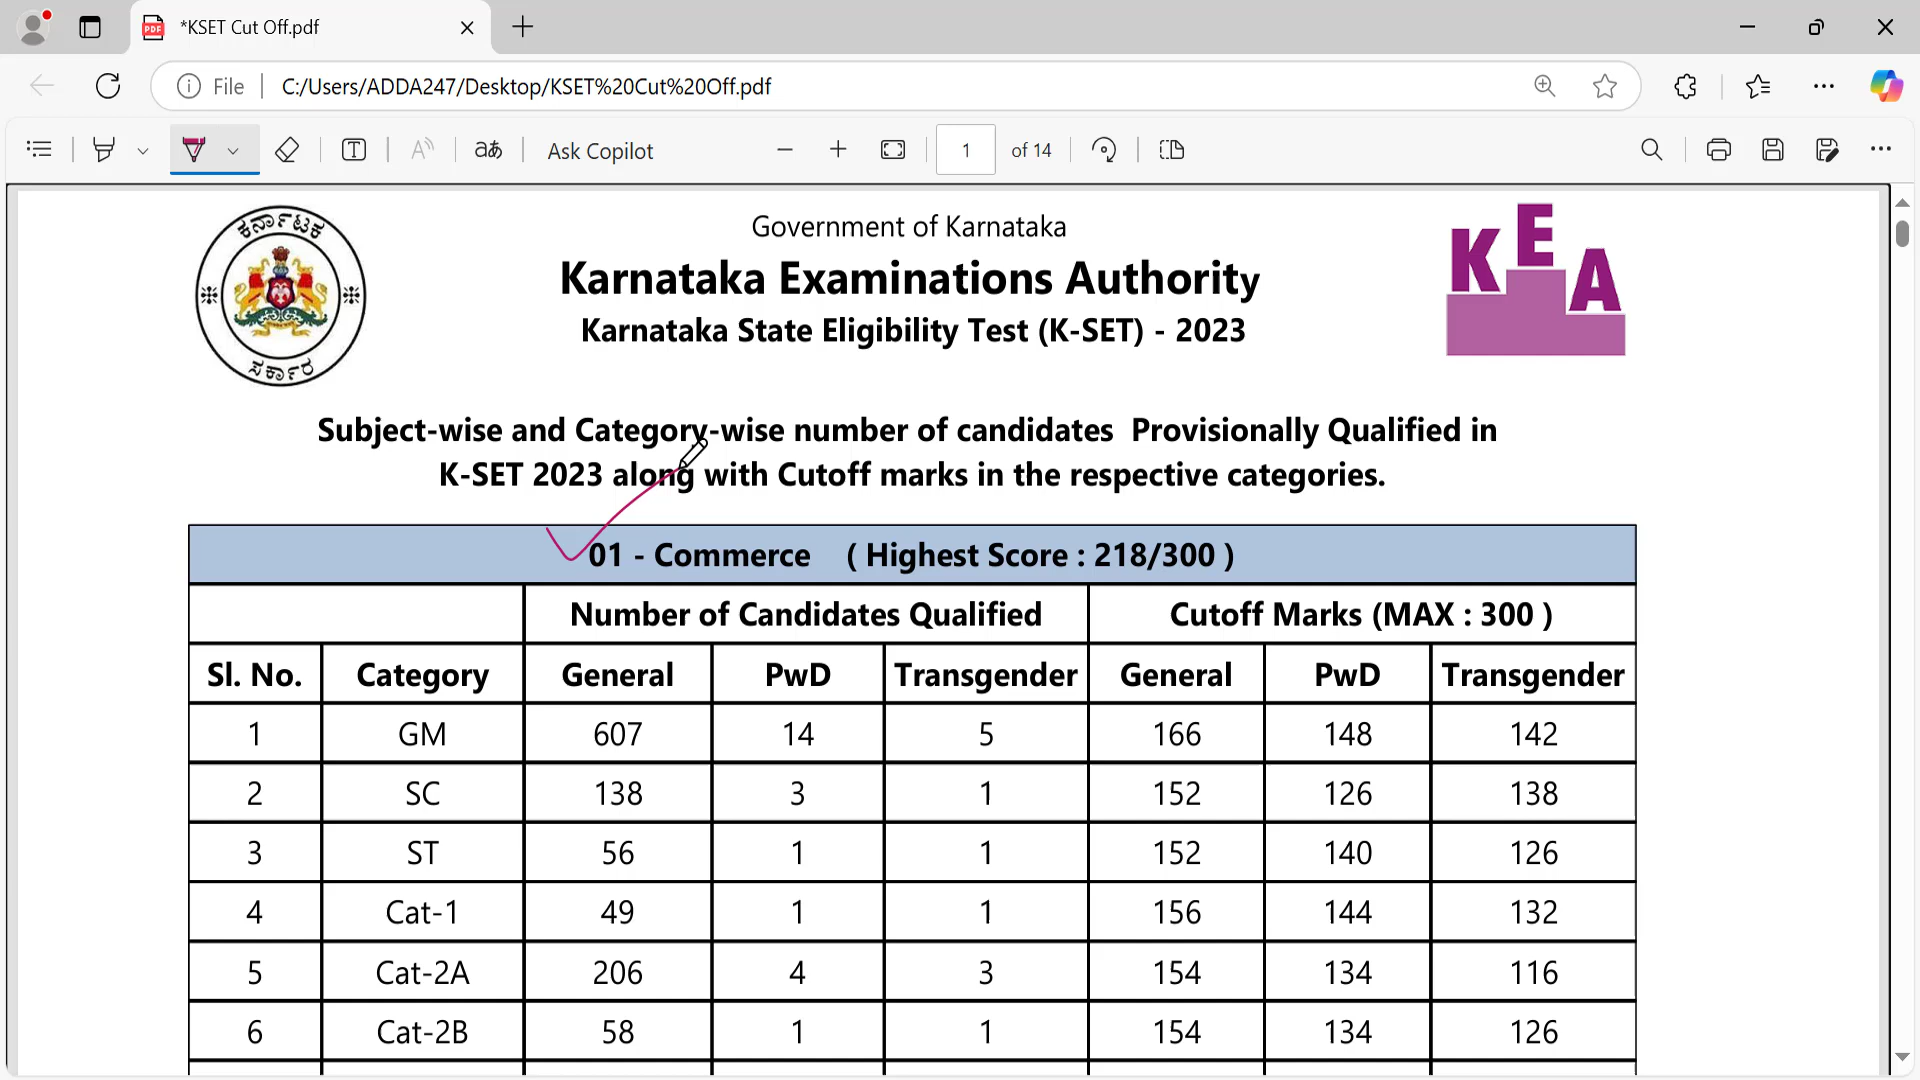 *KSET Cut Off.pdf
File
C:/Users/ADDA247/Desktop/KSET%20Cut%20Off.pdf
aあ
Ask Copilot
1 of 14
ಕರ್ನಾಟಕ
ಸರ್ಕಾರ
Government of Karnataka
Karnataka Examinations Authority
Karnataka State Eligibility Test (K-SET) - 2023
KEA
Subject-wise and Category-wise number of candidates Provisionally Qualified in
K-SET 2023 along with Cutoff marks in the respective categories.
01 - Commerce ( Highest Score : 218/300 )
Number of Candidates Qualified Cutoff Marks (MAX : 300 )
Sl. No. Category General PwD Transgender General PwD Transgender
1 GM 607 14 5 166 148 142
2 SC 138 3 1 152 126 138
3 ST 56 1 1 152 140 126
4 Cat-1 49 1 1 156 144 132
5 Cat-2A 206 4 3 154 134 116
6 Cat-2B 58 1 1 154 134 126